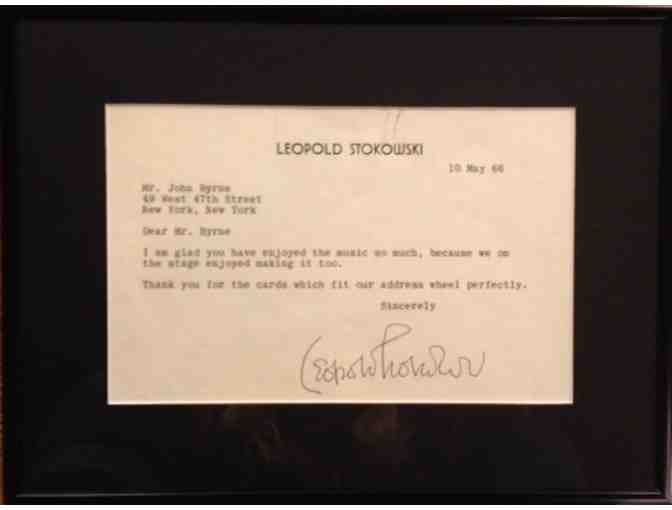 LEOPOLD STOKOWSKI
10 May 66
Mr. John Byrne
49 West 47th Street
New York, New York
Dear Mr. Byrne
I am glad you have enjoyed the music so much, because we on
the stage enjoyed making it too.
Thank you for the cards which fit our address wheel perfectly.
Sincerely
Leopold Stokowski